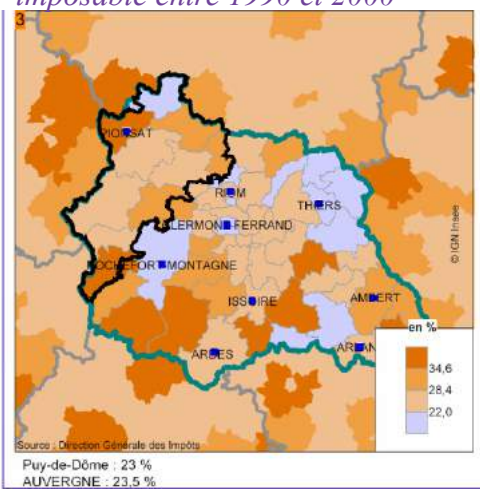 imposable entre 1990 et 2000
3
PIONSAT
RIOM
THIERS
CLERMONT-FERRAND
ROCHEFORT-MONTAGNE
ISSOIRE
AMBERT
ARDES
ARLAN
© IGN Insee
en %
34,6
28,4
22,0
Source : Direction Générale des Impôts
Puy-de-Dôme : 23 %
AUVERGNE : 23,5 %